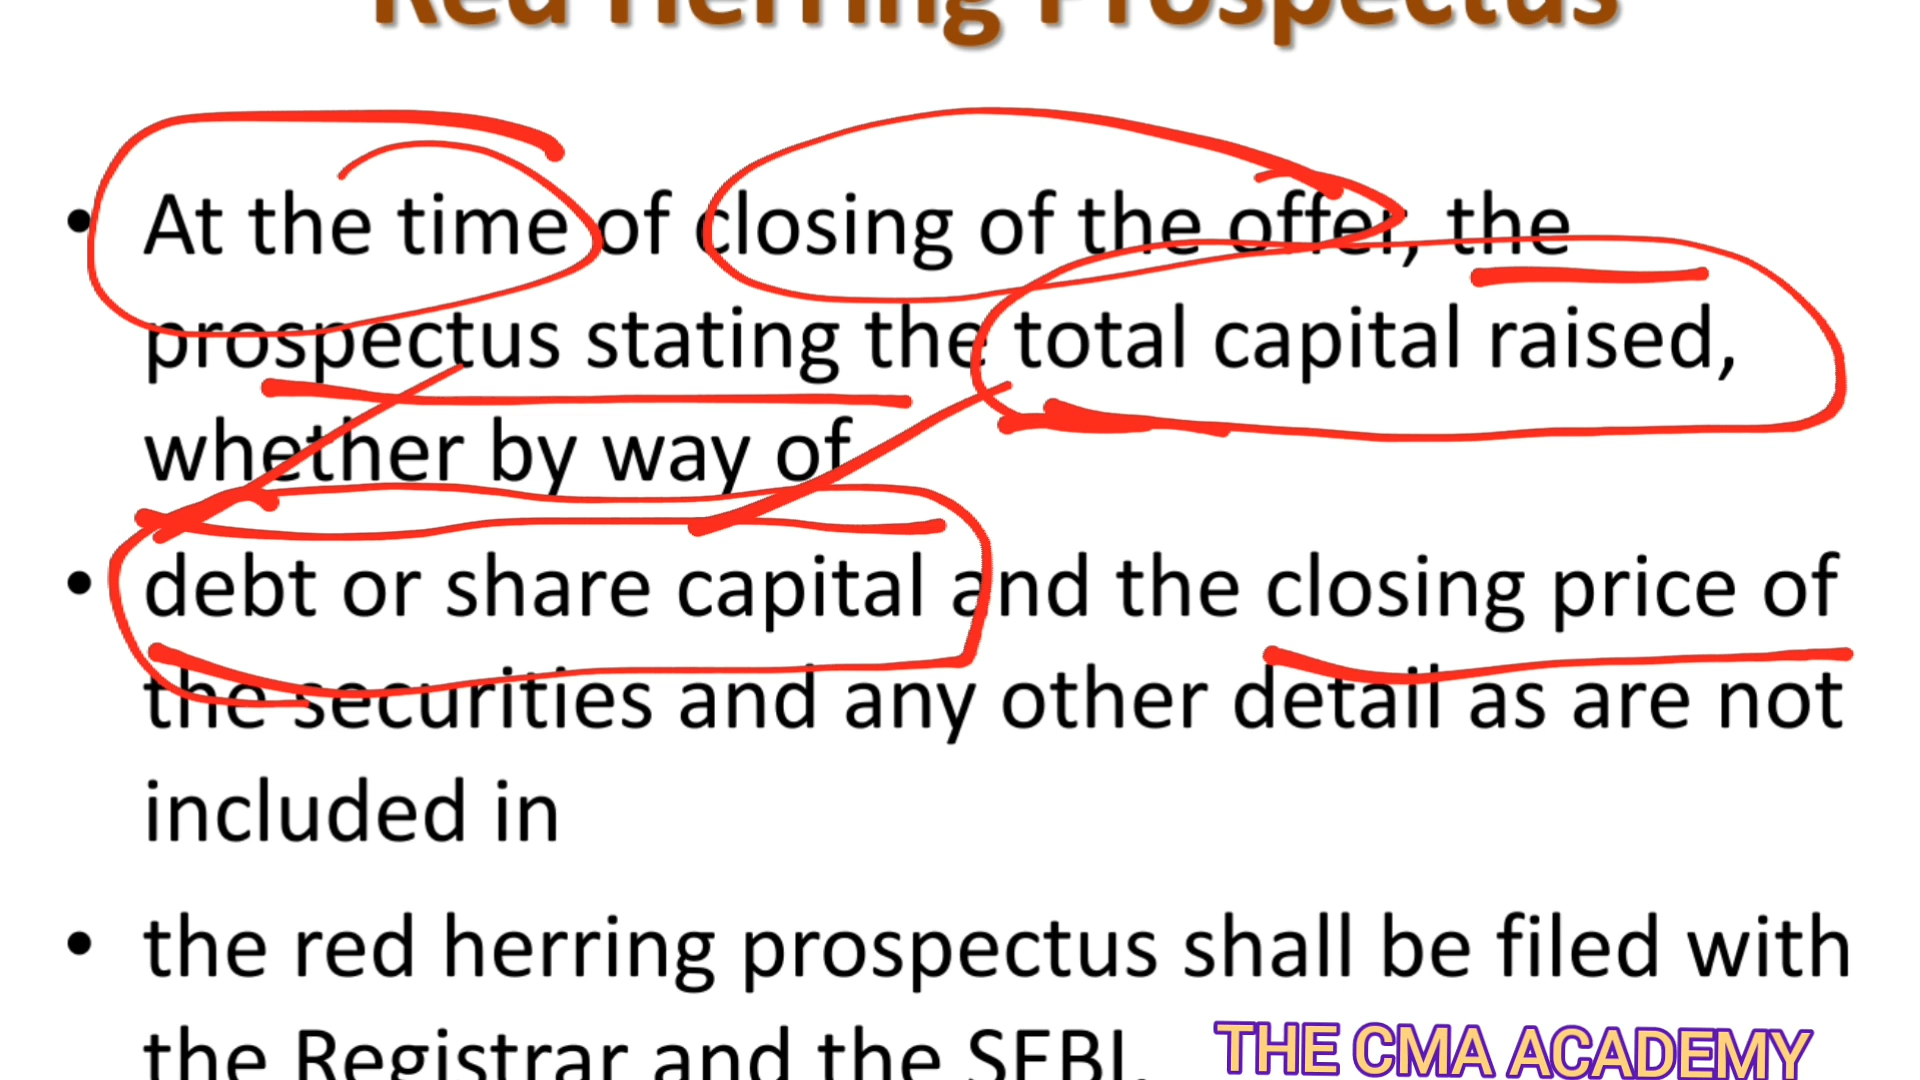 Red Herring Prospectus
• At the time of closing of the offer, the
prospectus stating the total capital raised,
whether by way of
• debt or share capital and the closing price of
the securities and any other detail as are not
included in
• the red herring prospectus shall be filed with
the Registrar and the SEBI.
THE CMA ACADEMY